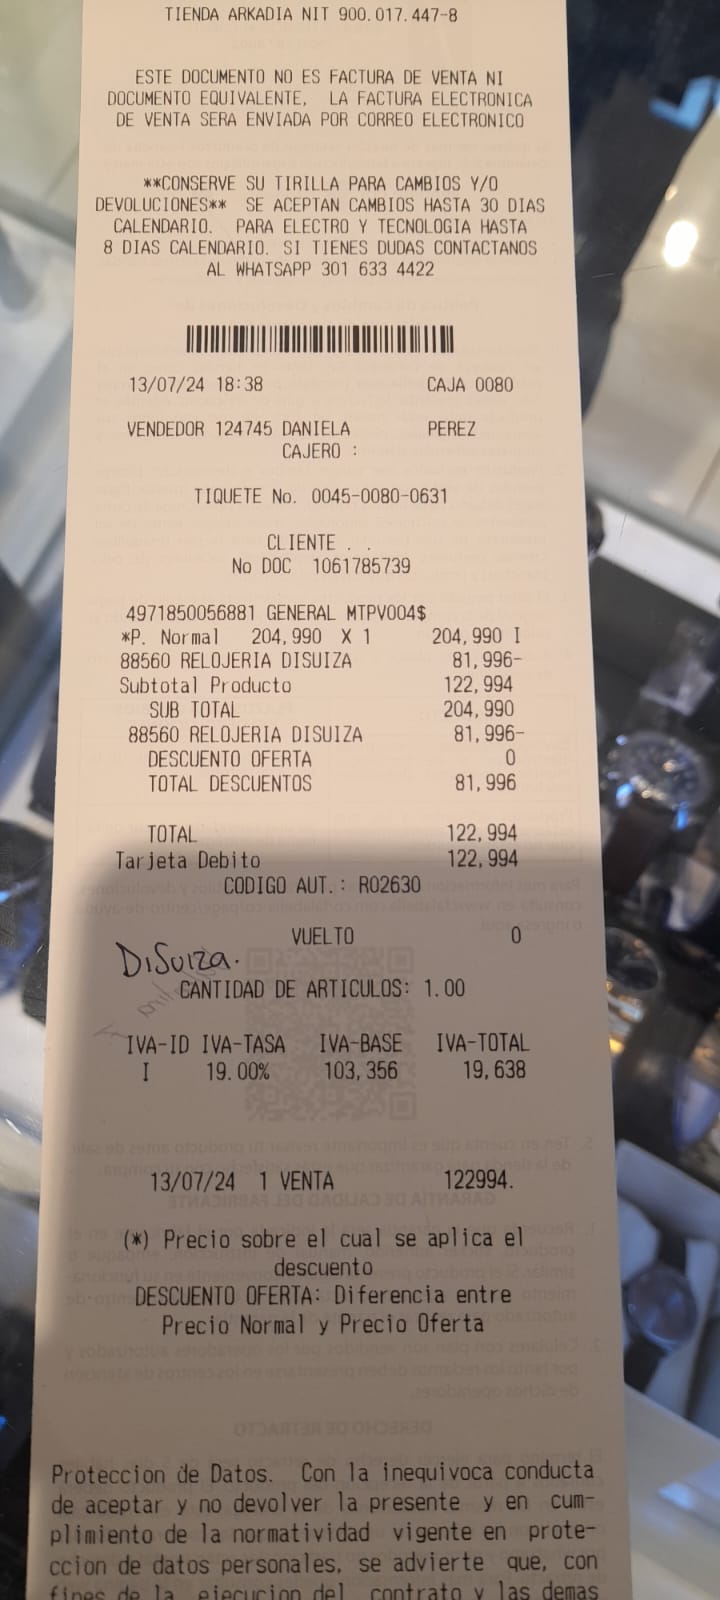 TIENDA ARKADIA NIT 900.017.447-8
ESTE DOCUMENTO NO ES FACTURA DE VENTA NI
DOCUMENTO EQUIVALENTE, LA FACTURA ELECTRONICA
DE VENTA SERA ENVIADA POR CORREO ELECTRONICO
**CONSERVE SU TIRILLA PARA CAMBIOS Y/O
DEVOLUCIONES** SE ACEPTAN CAMBIOS HASTA 30 DIAS
CALENDARIO. PARA ELECTRO Y TECNOLOGIA HASTA
8 DIAS CALENDARIO. SI TIENES DUDAS CONTACTANOS
AL WHATSAPP 301 633 4422
13/07/24 18:38 CAJA 0080
VENDEDOR 124745 DANIELA PEREZ
CAJERO :
TIQUETE No. 0045-0080-0631
CLIENTE . .
No DOC 1061785739
4971850056881 GENERAL MTPV004$
*P. Normal 204,990 X 1 204,990 I
88560 RELOJERIA DISUIZA 81,996-
Subtotal Producto 122,994
SUB TOTAL 204,990
88560 RELOJERIA DISUIZA 81,996-
DESCUENTO OFERTA 0
TOTAL DESCUENTOS 81,996
TOTAL 122,994
Tarjeta Debito 122,994
CODIGO AUT.: R02630
VUELTO 0
DiSuiza.
CANTIDAD DE ARTICULOS: 1.00
IVA-ID IVA-TASA IVA-BASE IVA-TOTAL
I 19.00% 103,356 19,638
13/07/24 1 VENTA 122994.
(*) Precio sobre el cual se aplica el
descuento
DESCUENTO OFERTA: Diferencia entre
Precio Normal y Precio Oferta
Proteccion de Datos. Con la inequivoca conducta
de aceptar y no devolver la presente y en cum-
plimiento de la normatividad vigente en prote-
ccion de datos personales, se advierte que, con
fines de la ejecucion del contrato y las demas